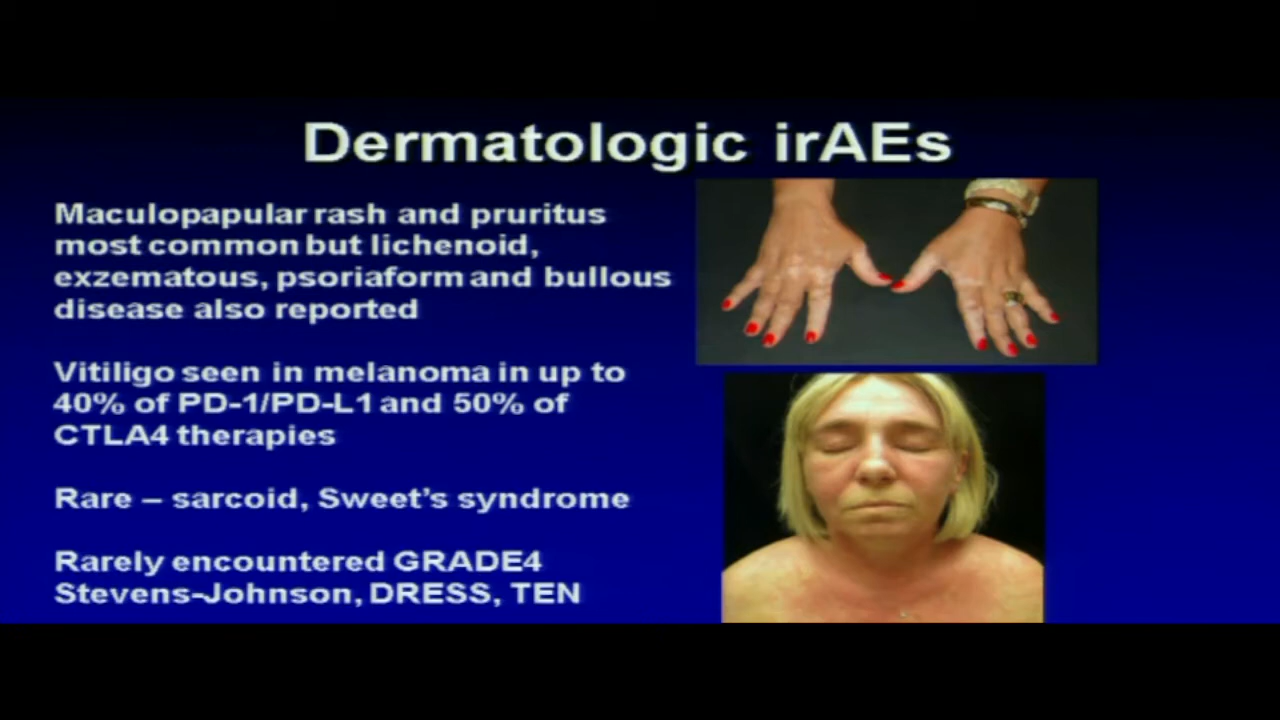 Dermatologic irAEs
Maculopapular rash and pruritus
most common but lichenoid,
exzematous, psoriaform and bullous
disease also reported
Vitiligo seen in melanoma in up to
40% of PD-1/PD-L1 and 50% of
CTLA4 therapies
Rare – sarcoid, Sweet's syndrome
Rarely encountered GRADE4
Stevens-Johnson, DRESS, TEN